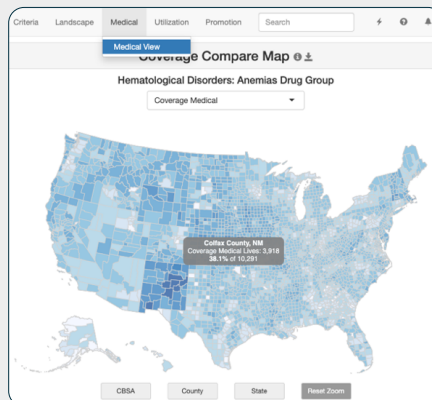 Criteria Landscape Medical Utilization Promotion Search
Medical View
Coverage Compare Map
Hematological Disorders: Anemias Drug Group
Coverage Medical
Colfax County, NM
Coverage Medical Lives: 3,918
38.1% of 10,291
CBSA County State Reset Zoom